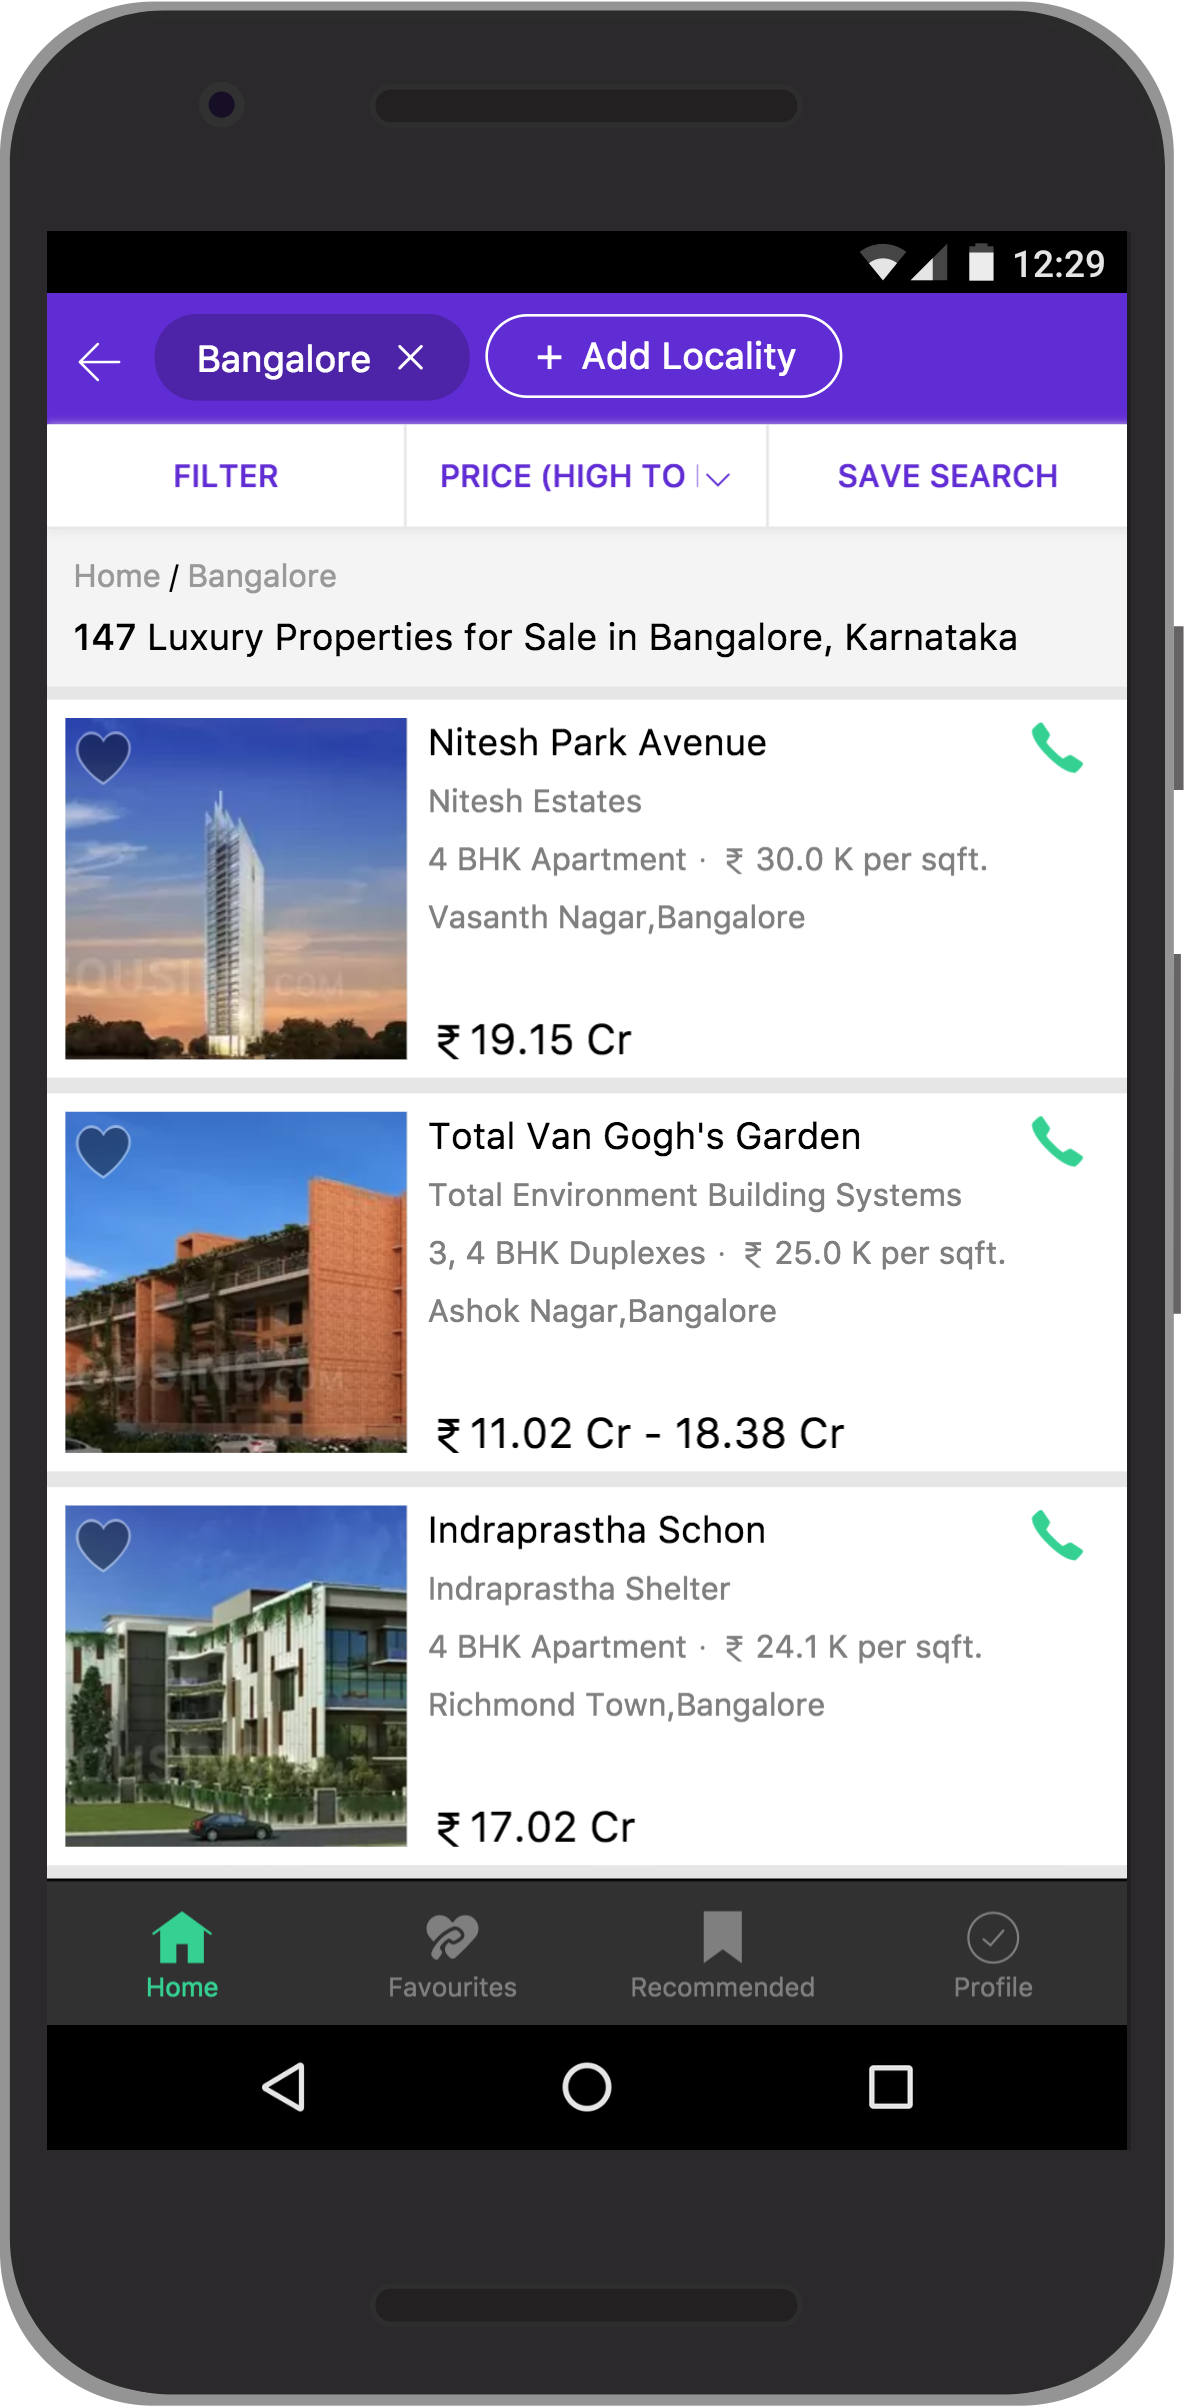 12:29
Bangalore
+ Add Locality
FILTER
PRICE (HIGH TO
SAVE SEARCH
Home / Bangalore
147 Luxury Properties for Sale in Bangalore, Karnataka
Nitesh Park Avenue
Nitesh Estates
4 BHK Apartment · ₹ 30.0 K per sqft.
Vasanth Nagar,Bangalore
₹ 19.15 Cr
Total Van Gogh's Garden
Total Environment Building Systems
3, 4 BHK Duplexes · ₹ 25.0 K per sqft.
Ashok Nagar,Bangalore
₹ 11.02 Cr - 18.38 Cr
Indraprastha Schon
Indraprastha Shelter
4 BHK Apartment · ₹ 24.1 K per sqft.
Richmond Town,Bangalore
₹ 17.02 Cr
Home
Favourites
Recommended
Profile